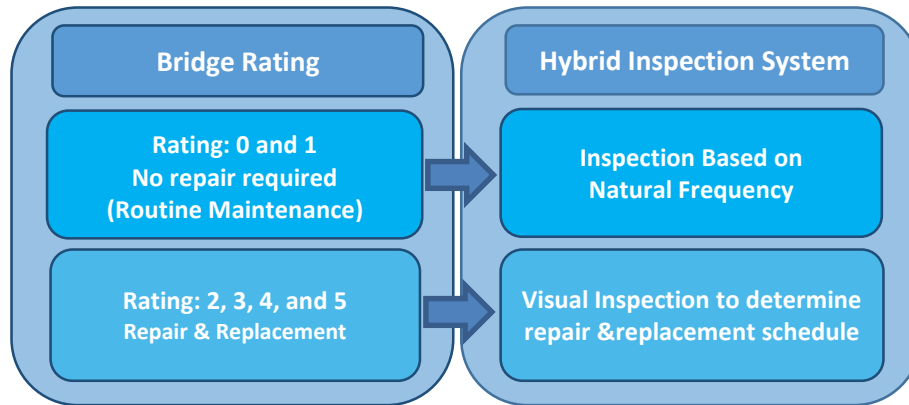 Bridge Rating
Rating: 0 and 1
No repair required
(Routine Maintenance)
Rating: 2, 3, 4, and 5
Repair & Replacement
Hybrid Inspection System
Inspection Based on
Natural Frequency
Visual Inspection to determine
repair &replacement schedule